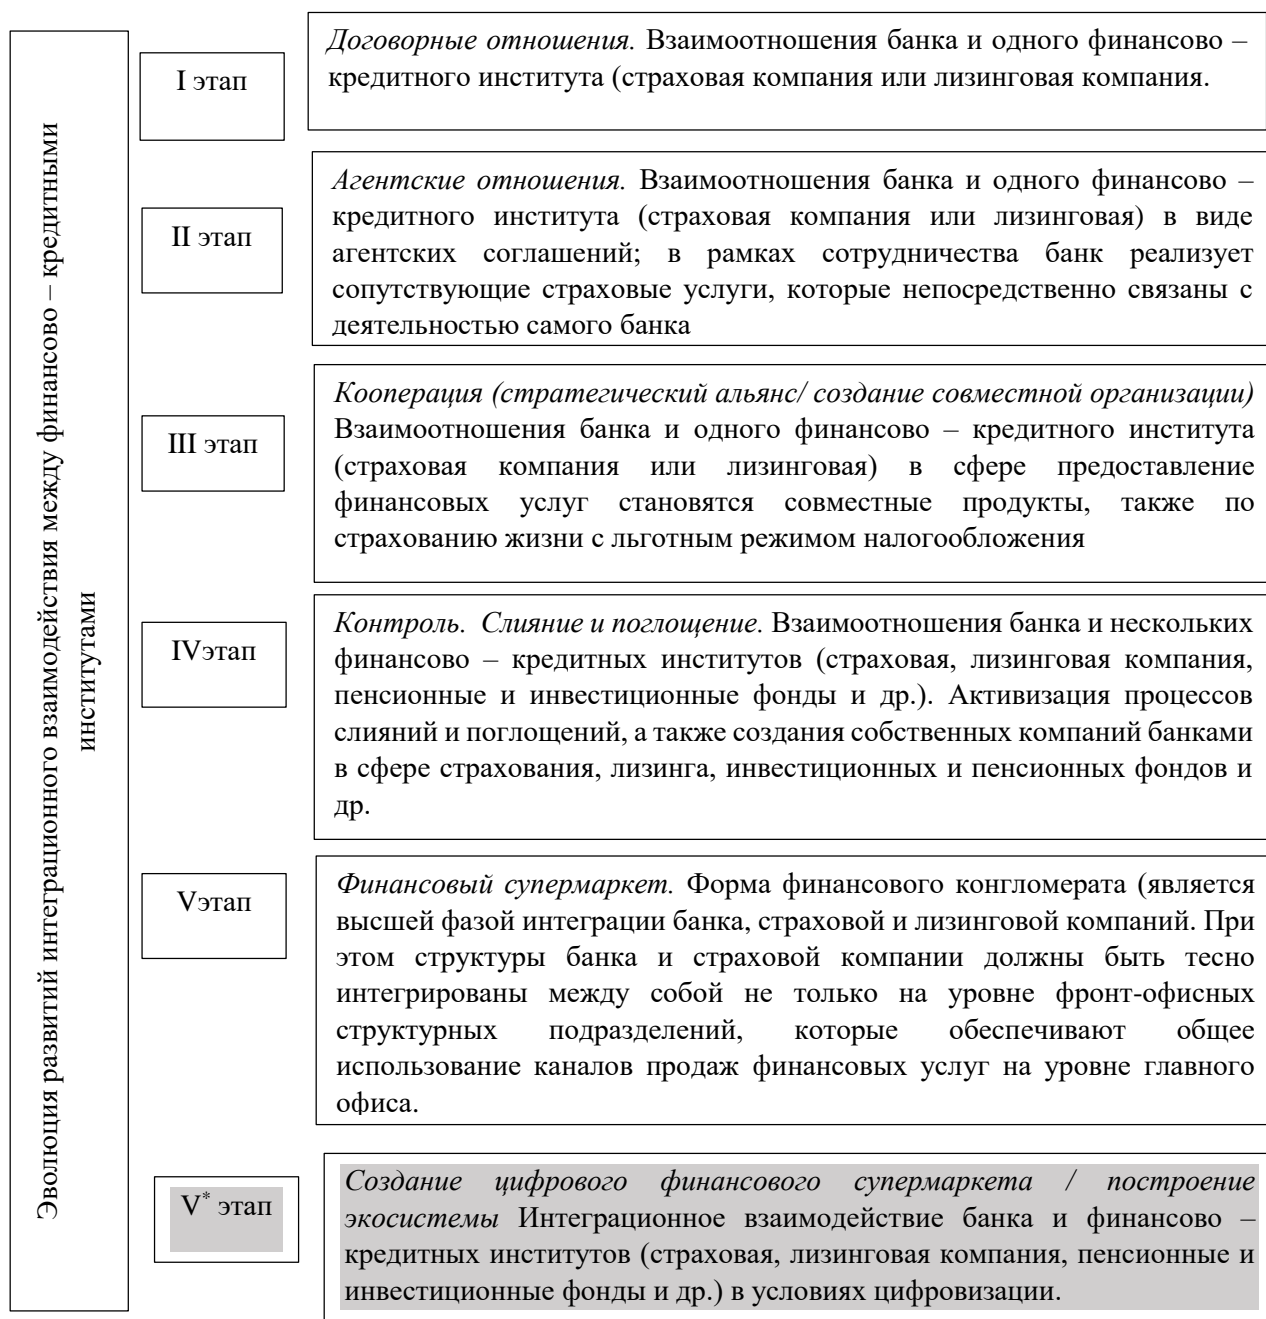 Эволюция развитий интеграционного взаимодействия между финансово – кредитными
институтами
I этап
Договорные отношения. Взаимоотношения банка и одного финансово –
кредитного института (страховая компания или лизинговая компания.
II этап
Агентские отношения. Взаимоотношения банка и одного финансово –
кредитного института (страховая компания или лизинговая) в виде
агентских соглашений; в рамках сотрудничества банк реализует
сопутствующие страховые услуги, которые непосредственно связаны с
деятельностью самого банка
III этап
Кооперация (стратегический альянс/ создание совместной организации)
Взаимоотношения банка и одного финансово – кредитного института
(страховая компания или лизинговая) в сфере предоставление
финансовых услуг становятся совместные продукты, также по
страхованию жизни с льготным режимом налогообложения
IVэтап
Контроль. Слияние и поглощение. Взаимоотношения банка и нескольких
финансово – кредитных институтов (страховая, лизинговая компания,
пенсионные и инвестиционные фонды и др.). Активизация процессов
слияний и поглощений, а также создания собственных компаний банками
в сфере страхования, лизинга, инвестиционных и пенсионных фондов и
др.
Vэтап
Финансовый супермаркет. Форма финансового конгломерата (является
высшей фазой интеграции банка, страховой и лизинговой компаний. При
этом структуры банка и страховой компании должны быть тесно
интегрированы между собой не только на уровне фронт-офисных
структурных подразделений, которые обеспечивают общее
использование каналов продаж финансовых услуг на уровне главного
офиса.
V* этап
Создание цифрового финансового супермаркета / построение
экосистемы Интеграционное взаимодействие банка и финансово –
кредитных институтов (страховая, лизинговая компания, пенсионные и
инвестиционные фонды и др.) в условиях цифровизации.